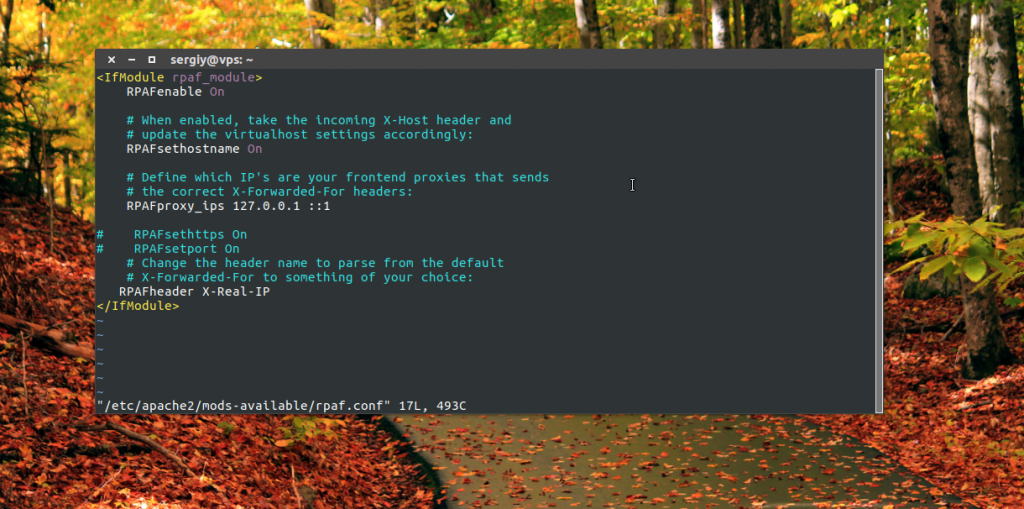 sergiy@vps: ~
<IfModule rpaf_module>
    RPAFenable On

    # When enabled, take the incoming X-Host header and
    # update the virtualhost settings accordingly:
    RPAFsethostname On

    # Define which IP's are your frontend proxies that sends
    # the correct X-Forwarded-For headers:
    RPAFproxy_ips 127.0.0.1 ::1

#    RPAFsethttps On
#    RPAFsetport On
    # Change the header name to parse from the default
    # X-Forwarded-For to something of your choice:
   RPAFheader X-Real-IP
</IfModule>
~
~
~
~
~
~
"/etc/apache2/mods-available/rpaf.conf" 17L, 493C